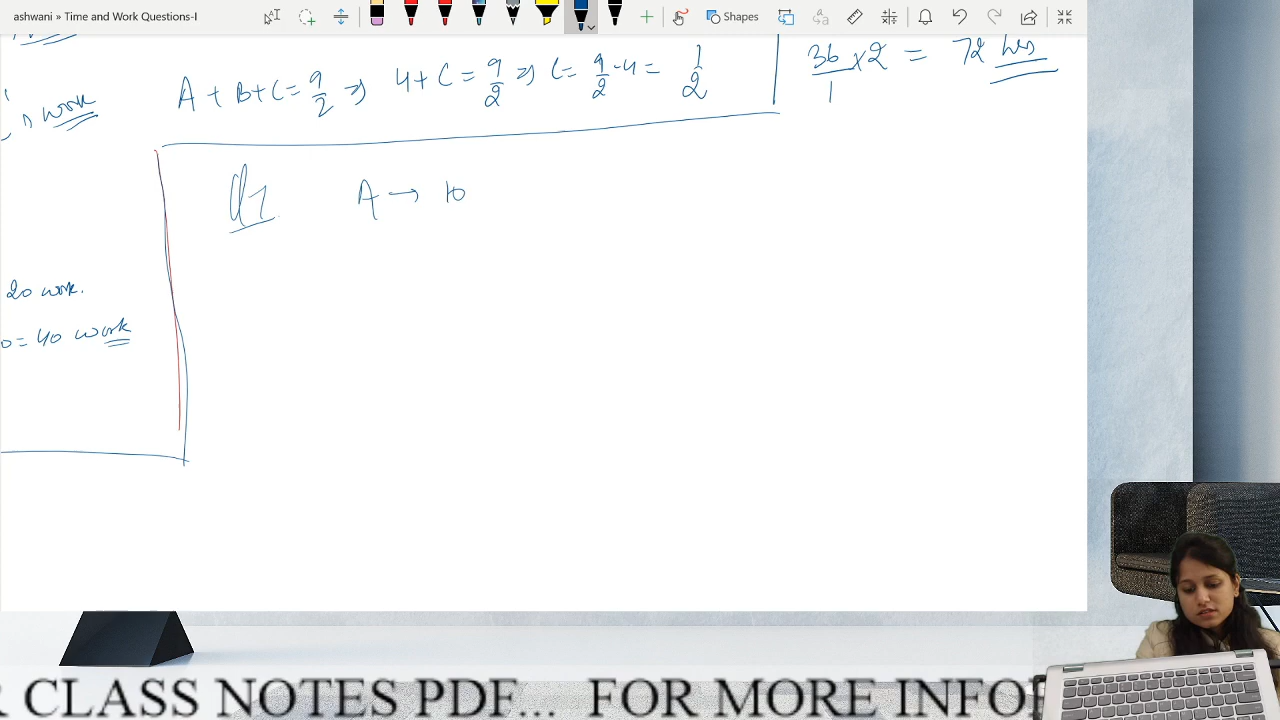 ashwani » Time and Work Questions-I
Shapes
36/1 × 2 = 72 hrs
A + B + C = 9/2 ⇒ 4 + C = 9/2 ⇒ C = 9/2 - 4 = 1/2
work
A → 10
20 work.
0 = 40 work
R CLASS NOTES PDF.. FOR MORE INFO